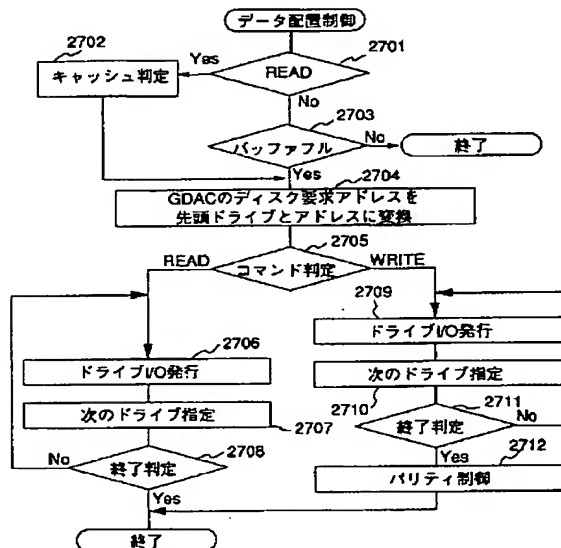 データ配置制御
2701
2702
Yes
READ
キャッシュ判定
No
2703
バッファフル
No
終了
Yes
2704
GDACのディスク要求アドレスを
先頭ドライブとアドレスに変換
2705
READ
コマンド判定
WRITE
2709
ドライブI/O発行
2706
ドライブI/O発行
次のドライブ指定
2710
2711
次のドライブ指定
2707
終了判定
No
2712
No
終了判定
2708
Yes
パリティ制御
Yes
終了